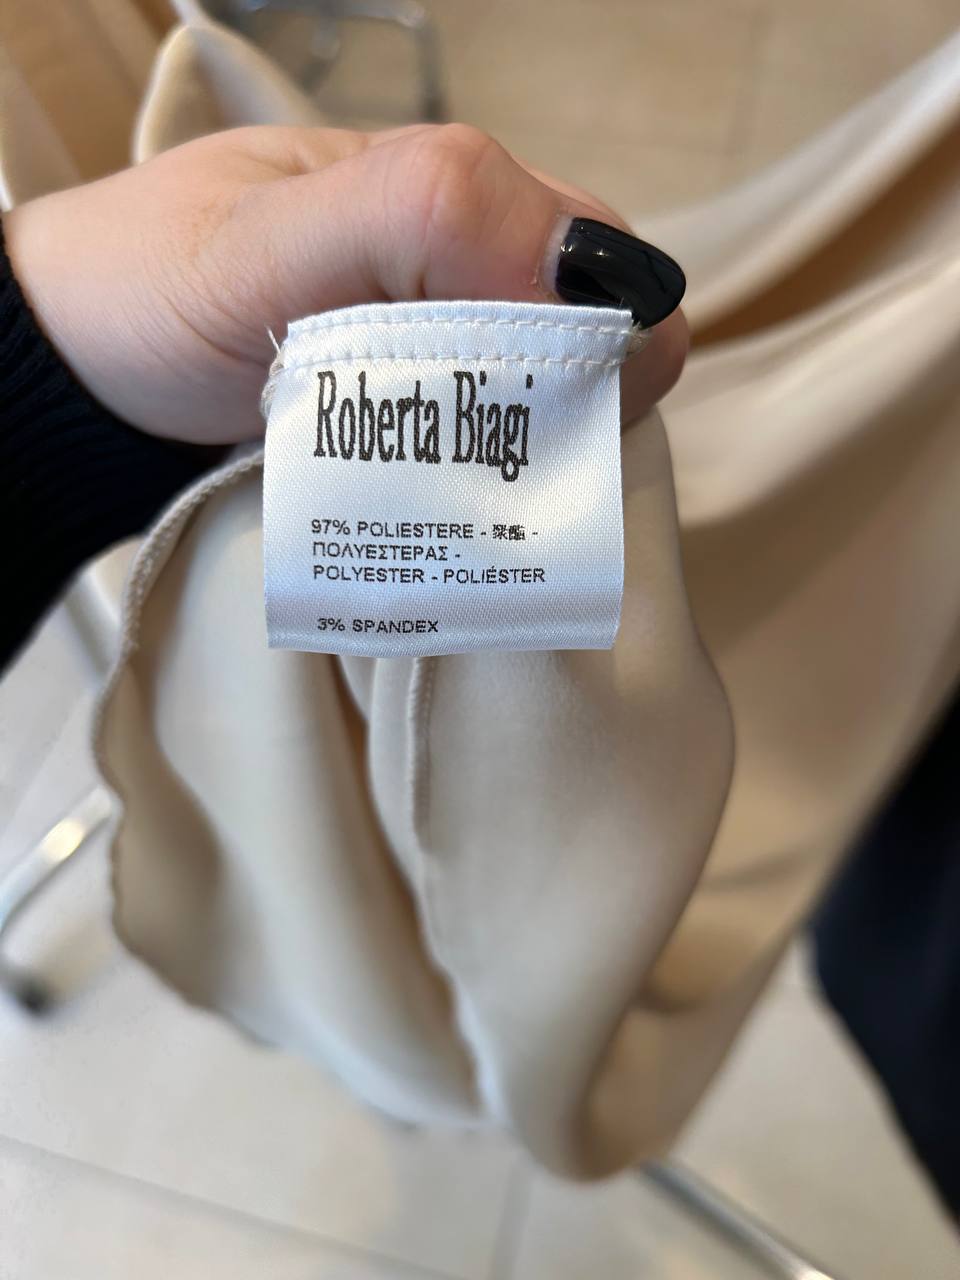 Roberta Biagi
97% POLIESTERE - 聚酯 -
ΠΟΛΥΕΣΤΕΡΑΣ -
POLYESTER - POLIÉSTER
3% SPANDEX